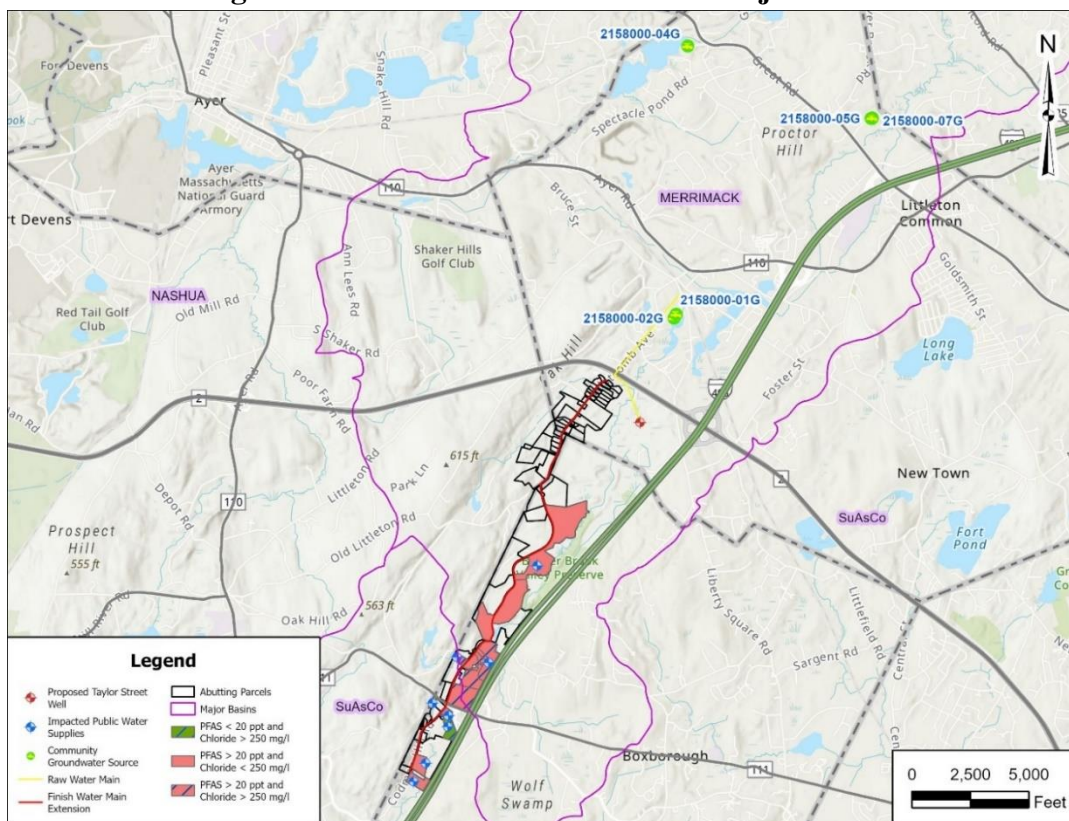 2158000-04G
N
Fort Devens
Pleasant St
Snake Hill Rd
Great Rd
Ayer
Spectacle Pond Rd
2158000-05G 2158000-07G
Proctor
Hill
Ayer
Massachusetts
National Guard
Armory
110
Bruce St
Ayer Rd
MERRIMACK
Littleton
Common
Ann Lees Rd
Shaker Hills
Golf Club
110
Goldsmith St
NASHUA
Old Mill Rd
2158000-01G
2158000-02G
Red Tail Golf
Club
S Shaker Rd
Long
Lake
Foster St
2
Poor Farm Rd
615 ft
Littleton Rd
Park Ln
New Town
2
110
Depot Rd
Old Littleton Rd
SuAsCo
Prospect
Hill
555 ft
Fort
Pond
Valley Preserve
Liberty Square Rd
Littlefield Rd
Oak Hill Rd
563 ft
Sargent Rd
Central St
SuAsCo
Boxborough
111
Wolf
Swamp
Legend
Proposed Taylor Street
Well
Impacted Public Water
Supplies
Community
Groundwater Source
Raw Water Main
Finish Water Main
Extension
Abutting Parcels
Major Basins
PFAS < 20 ppt and
Chloride > 250 mg/l
PFAS > 20 ppt and
Chloride < 250 mg/l
PFAS > 20 ppt and
Chloride > 250 mg/l
0 2,500 5,000
Feet